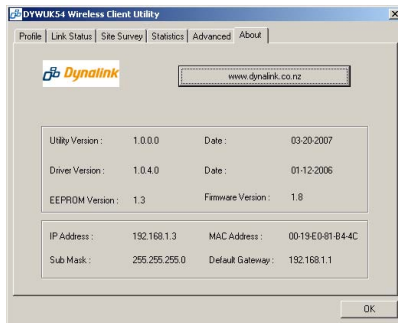 DYWUK54 Wireless Client Utility
Profile Link Status Site Survey Statistics Advanced About
Dynalink
www.dynalink.co.nz
Utility Version : 1.0.0.0 Date : 03-20-2007
Driver Version : 1.0.4.0 Date : 01-12-2006
EEPROM Version : 1.3 Firmware Version : 1.8
IP Address : 192.168.1.3 MAC Address : 00-19-E0-81-B4-4C
Sub Mask : 255.255.255.0 Default Gateway : 192.168.1.1
OK